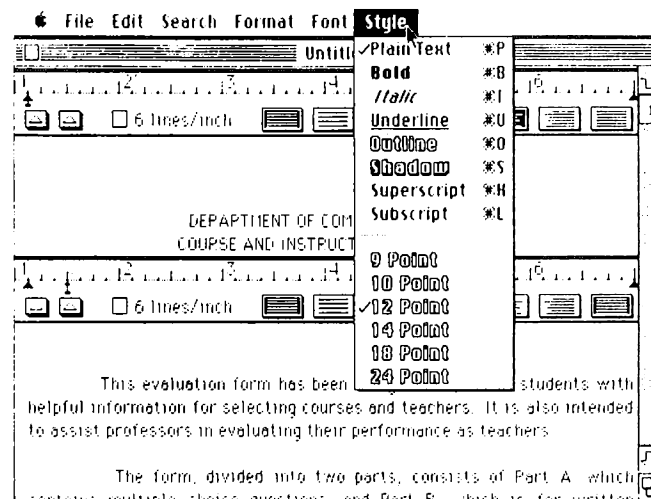 File Edit Search Format Font Style
Untitl
✓Plain Text ⌘P
Bold ⌘B
Italic ⌘I
Underline ⌘U
Outline ⌘O
Shadow ⌘S
Superscript ⌘H
Subscript ⌘L
9 Point
10 Point
✓12 Point
14 Point
18 Point
24 Point
6 lines/inch
DEPARTMENT OF COM
COURSE AND INSTRUCT
6 lines/inch
This evaluation form has been students with
helpful information for selecting courses and teachers. It is also intended
to assist professors in evaluating their performance as teachers
The form, divided into two parts, consists of Part A which